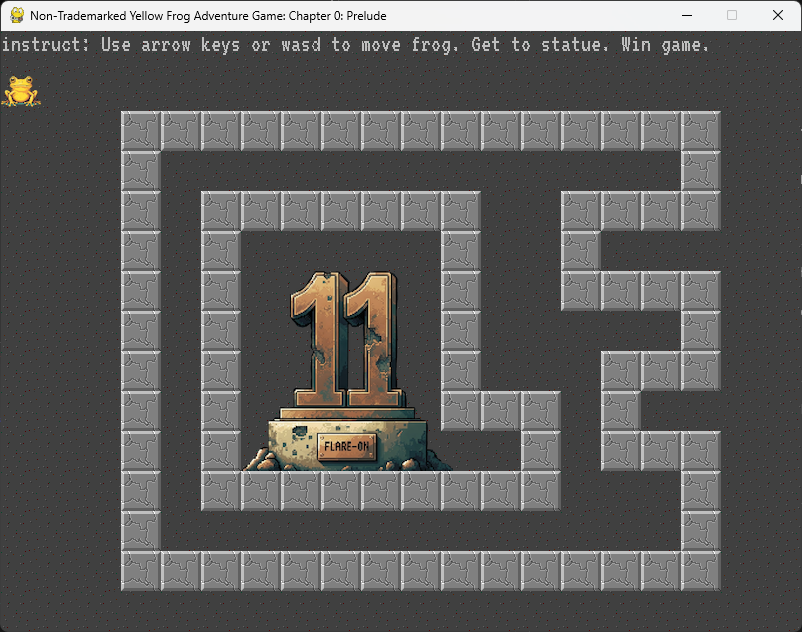 Non-Trademarked Yellow Frog Adventure Game: Chapter 0: Prelude
instruct: Use arrow keys or wasd to move frog. Get to statue. Win game.
11
FLARE-ON